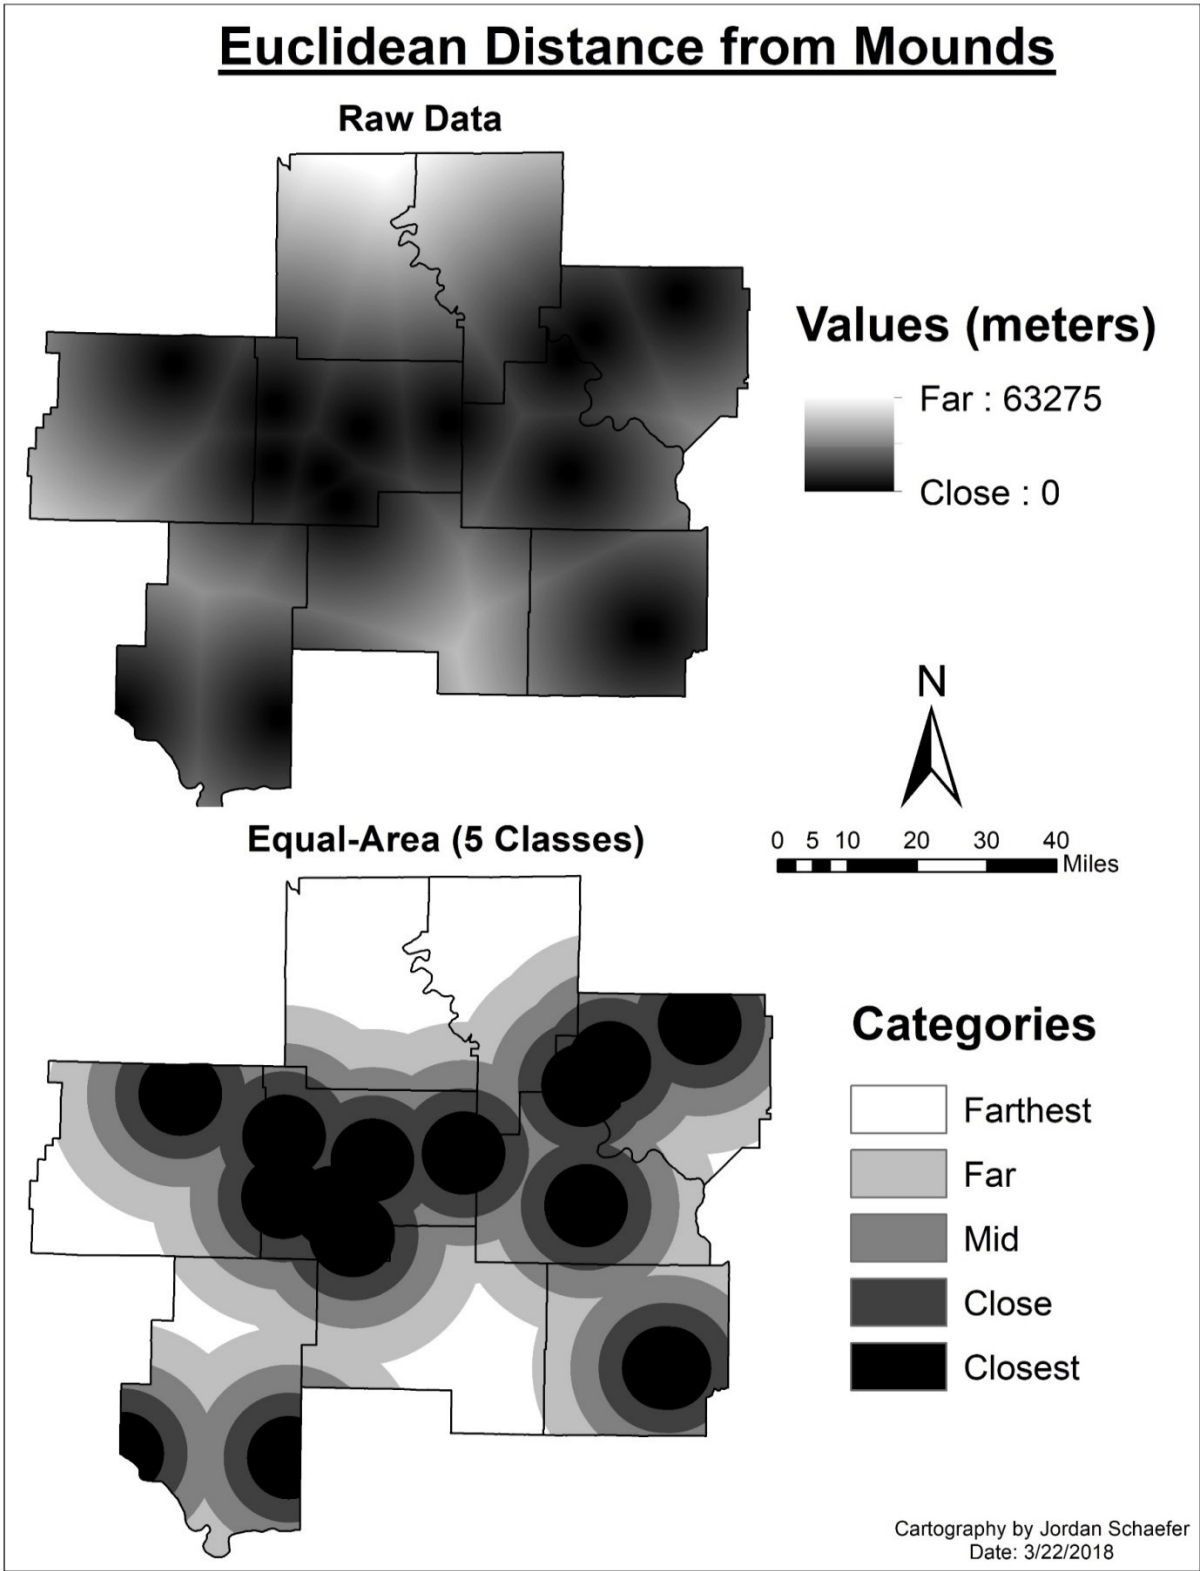 Euclidean Distance from Mounds
Raw Data
Values (meters)
Far : 63275
Close : 0
N
0 5 10 20 30 40
Miles
Equal-Area (5 Classes)
Categories
Farthest
Far
Mid
Close
Closest
Cartography by Jordan Schaefer
Date: 3/22/2018